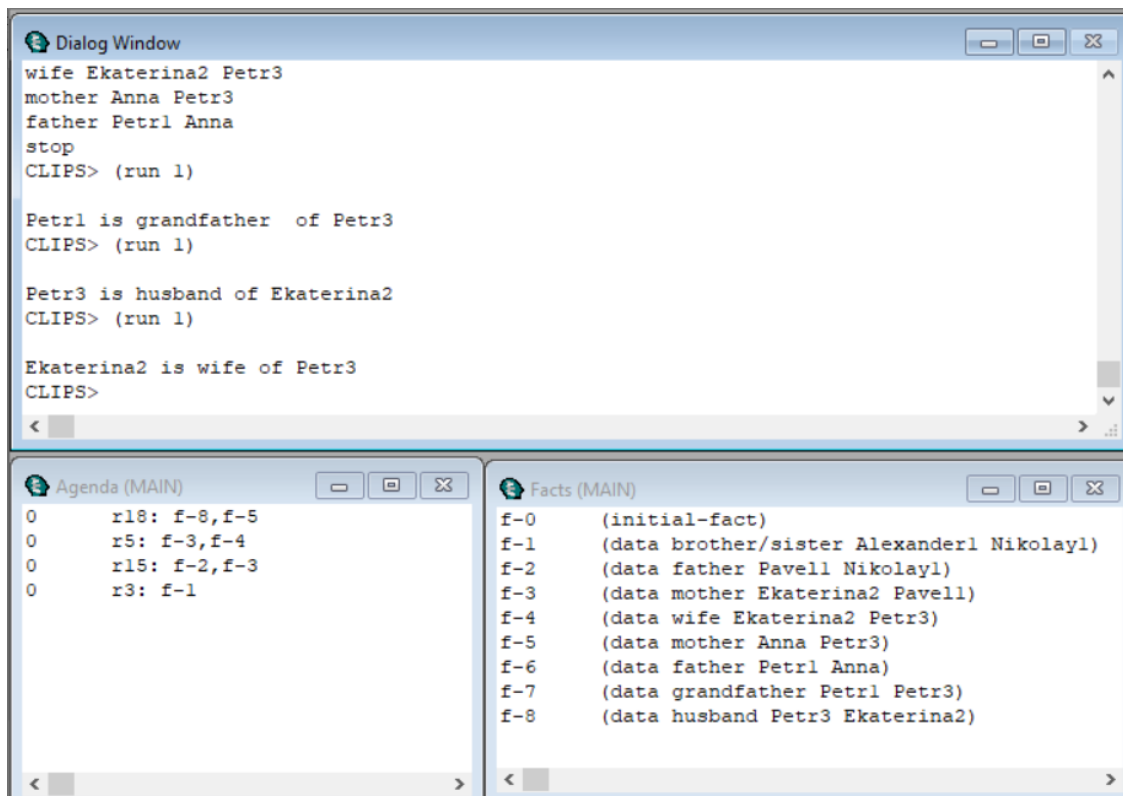 Dialog Window
wife Ekaterina2 Petr3
mother Anna Petr3
father Petr1 Anna
stop
CLIPS> (run 1)
Petr1 is grandfather  of Petr3
CLIPS> (run 1)
Petr3 is husband of Ekaterina2
CLIPS> (run 1)
Ekaterina2 is wife of Petr3
CLIPS>
Agenda (MAIN)
0 r18: f-8,f-5
0 r5: f-3,f-4
0 r15: f-2,f-3
0 r3: f-1
Facts (MAIN)
f-0 (initial-fact)
f-1 (data brother/sister Alexander1 Nikolay1)
f-2 (data father Pavel1 Nikolay1)
f-3 (data mother Ekaterina2 Pavel1)
f-4 (data wife Ekaterina2 Petr3)
f-5 (data mother Anna Petr3)
f-6 (data father Petr1 Anna)
f-7 (data grandfather Petr1 Petr3)
f-8 (data husband Petr3 Ekaterina2)